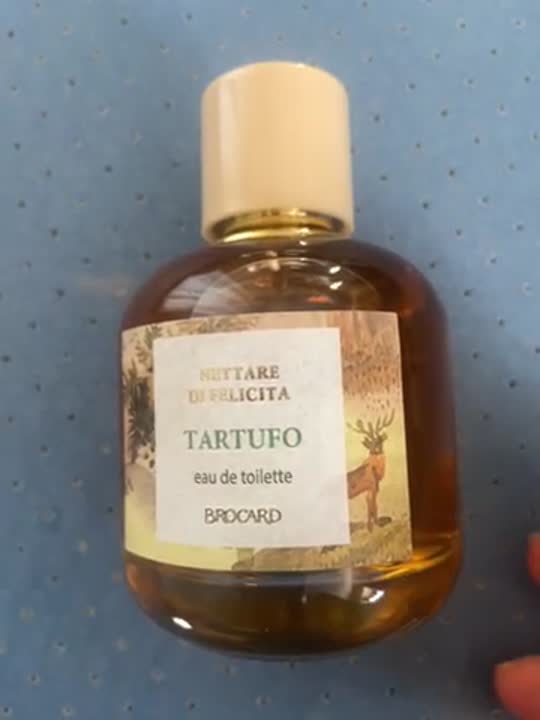 NETTARE
DI FELICITA
TARTUFO
eau de toilette
BROCARD